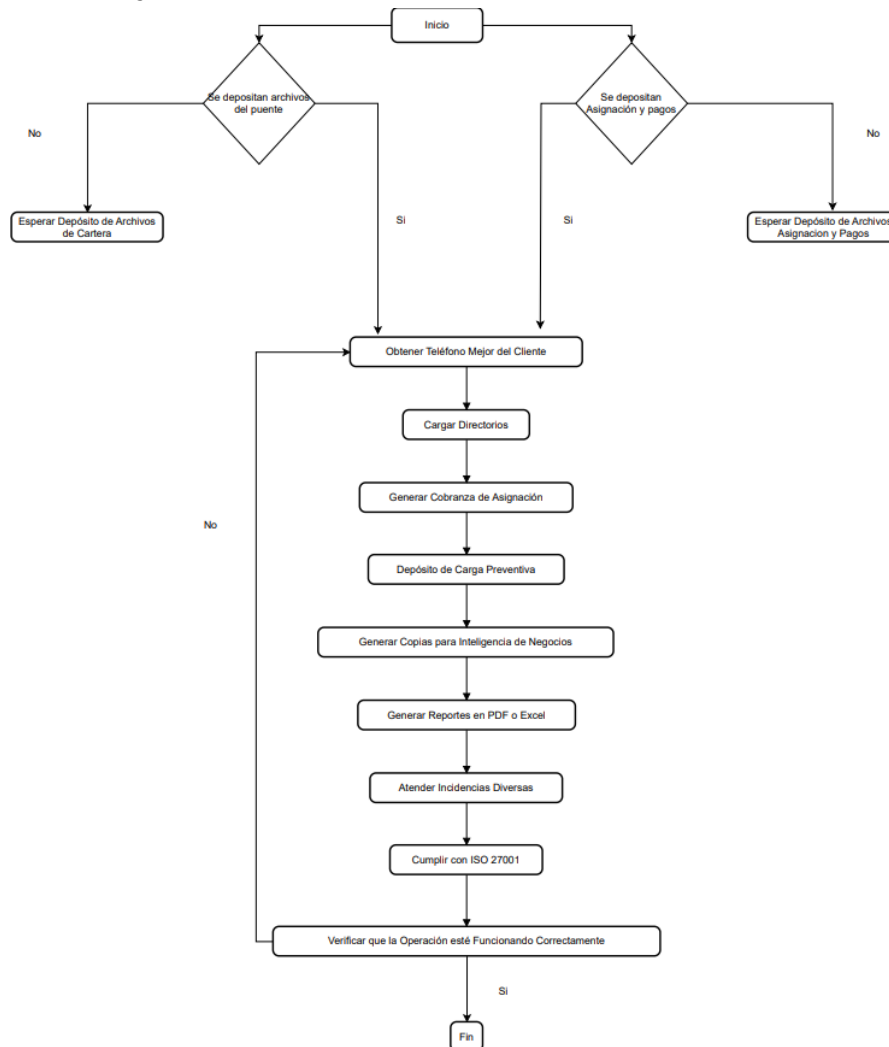 Inicio
Se depositan archivos
del puente
Se depositan
Asignación y pagos
No
No
Esperar Depósito de Archivos
de Cartera
Si
Si
Esperar Depósito de Archivos
Asignacion y Pagos
Obtener Teléfono Mejor del Cliente
Cargar Directorios
Generar Cobranza de Asignación
No
Depósito de Carga Preventiva
Generar Copias para Inteligencia de Negocios
Generar Reportes en PDF o Excel
Atender Incidencias Diversas
Cumplir con ISO 27001
Verificar que la Operación esté Funcionando Correctamente
Si
Fin